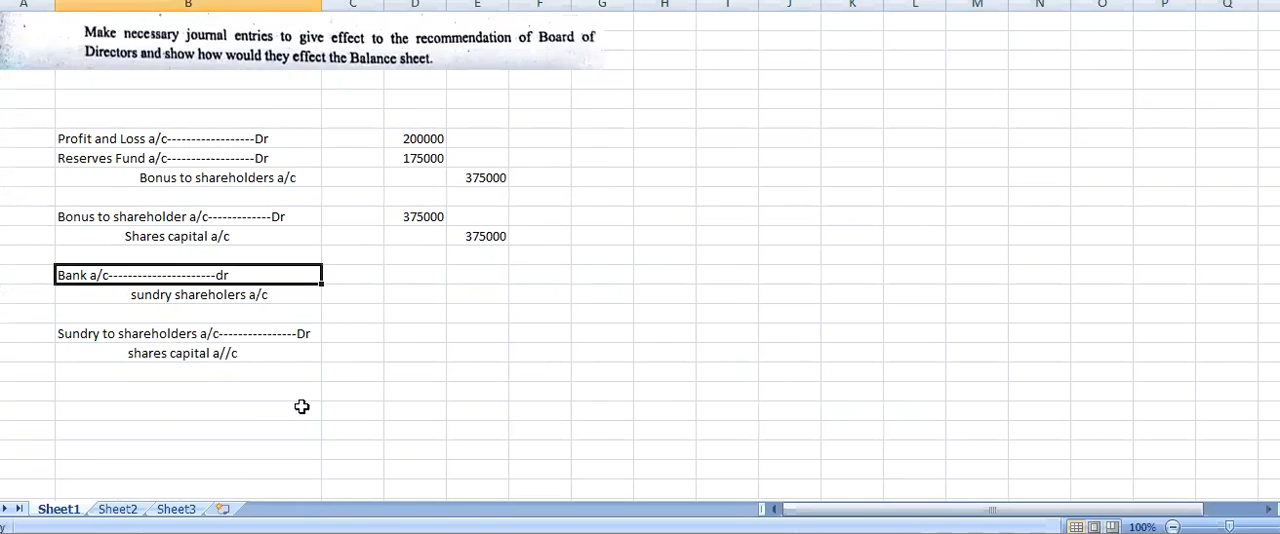 A B C D E F G H I J K L M N O P Q
Make necessary journal entries to give effect to the recommendation of Board of
Directors and show how would they effect the Balance sheet.
Profit and Loss a/c------------------Dr 200000
Reserves Fund a/c------------------Dr 175000
Bonus to shareholders a/c 375000
Bonus to shareholder a/c-------------Dr 375000
Shares capital a/c 375000
Bank a/c----------------------dr
sundry shareholers a/c
Sundry to shareholders a/c----------------Dr
shares capital a//c
Sheet1 Sheet2 Sheet3
100%